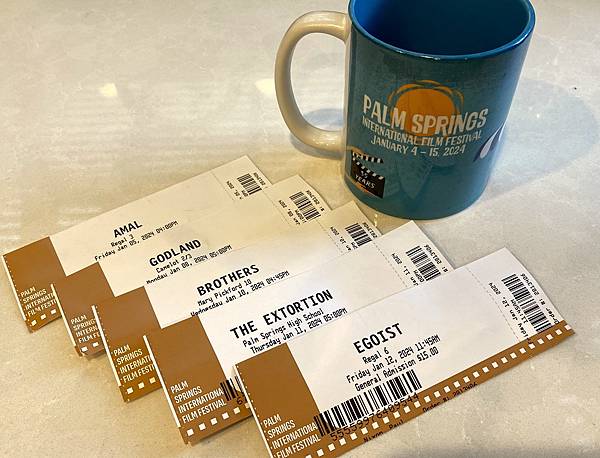 PALM SPRINGS
INTERNATIONAL FILM FESTIVAL
JANUARY 4 – 15, 2024
YEARS
AMAL
Regal 3
Friday Jan 05, 2024 04:00PM
PALM
SPRINGS
INTERNATIONAL
FILM FESTIVAL
GODLAND
Camelot 2/3
Monday Jan 08, 2024 05:00PM
PALM
SPRINGS
BROTHERS
Mary Pickford 10
Wednesday Jan 10, 2024 04:45PM
PALM
SPRINGS
INTERNATIONAL
FILM FESTIVAL
THE EXTORTION
Palm Springs High School
Thursday Jan 11, 2024 05:00PM
PALM
SPRINGS
INTERNATIONAL
FILM FESTIVAL
EGOIST
Regal 6
Friday Jan 12, 2024 11:45AM
General Admission $15.00
PALM
SPRINGS
INTERNATIONAL
FILM FESTIVAL